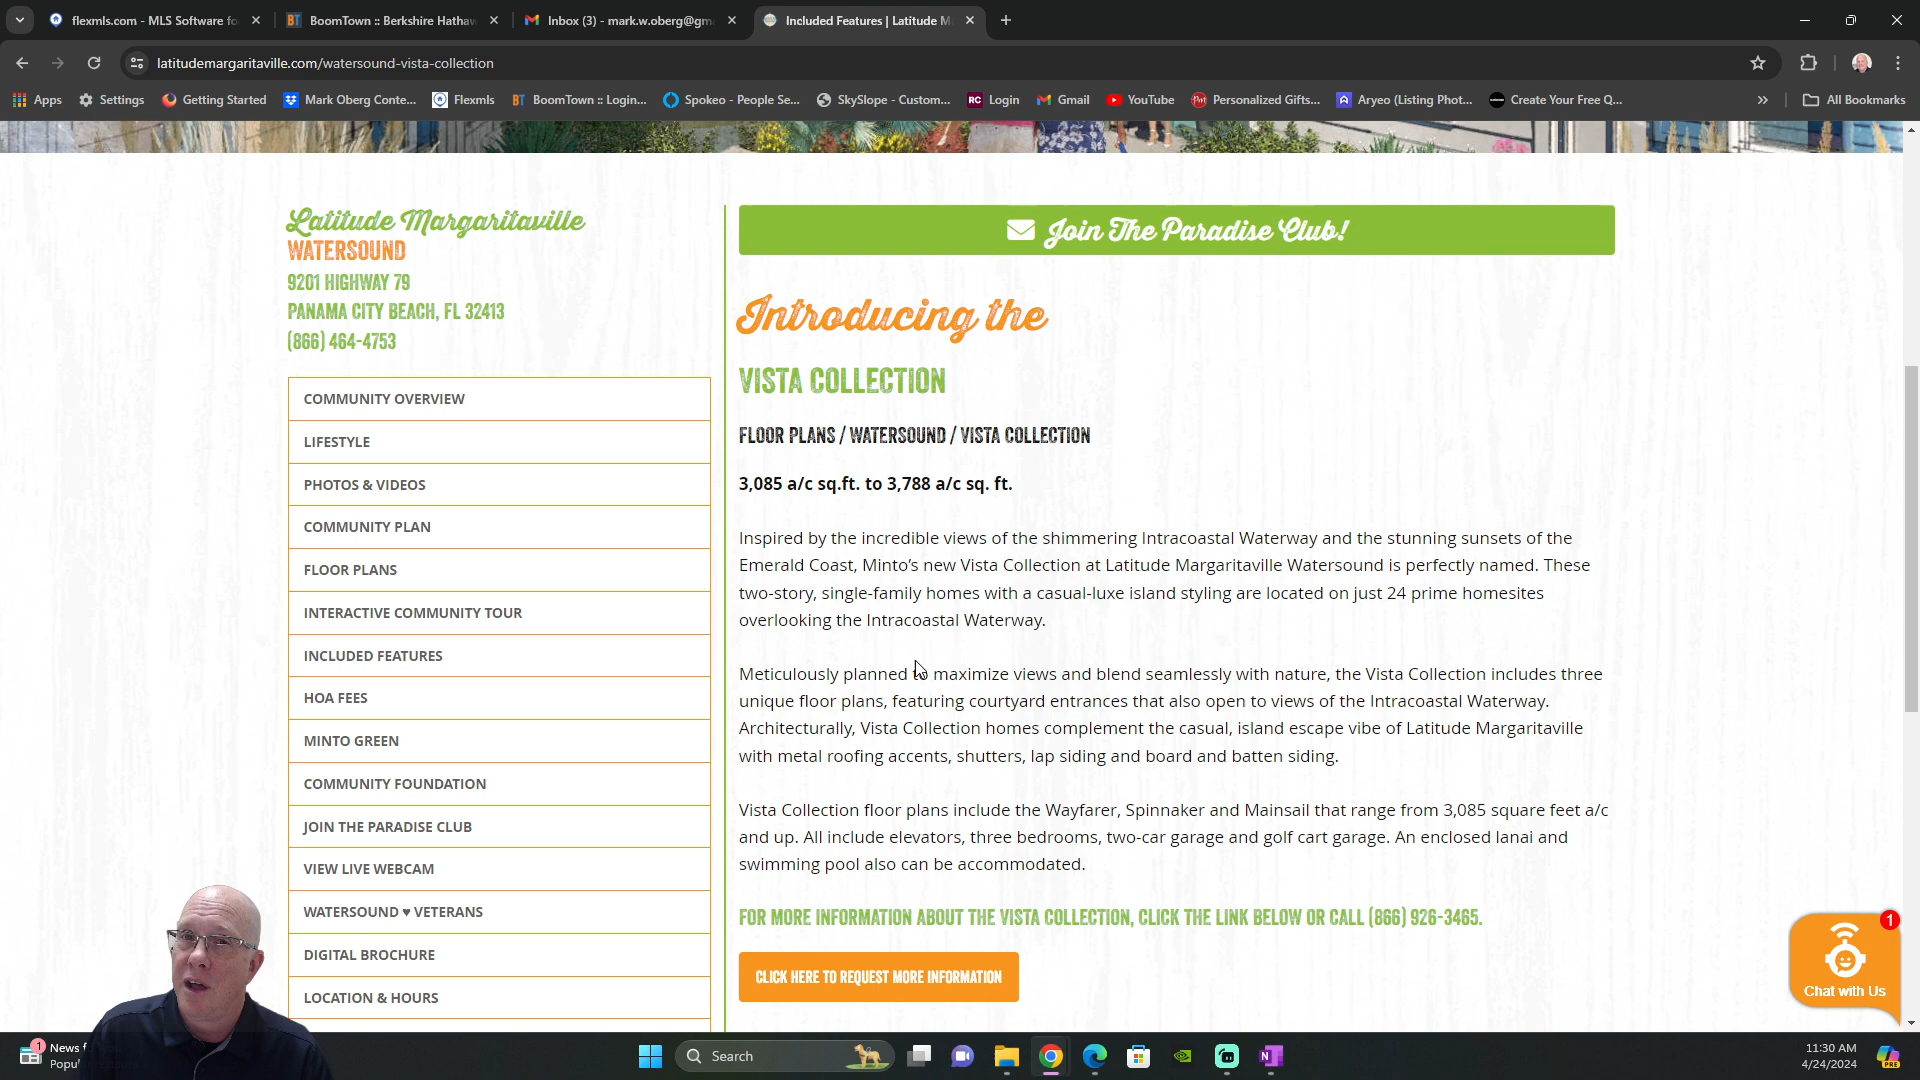 flexmls.com - MLS Software fo
BoomTown :: Berkshire Hathaw
Inbox (3) - mark.w.oberg@gm
Included Features | Latitude M
latitudemargaritaville.com/watersound-vista-collection
Apps
Settings
Getting Started
Mark Oberg Conte...
Flexmls
BT BoomTown :: Login...
Spokeo - People Se...
SkySlope - Custom...
RC Login
Gmail
YouTube
Personalized Gifts...
Aryeo (Listing Phot...
Create Your Free Q...
»
All Bookmarks
Latitude Margaritaville
WATERSOUND
9201 HIGHWAY 79
PANAMA CITY BEACH, FL 32413
(866) 464-4753
COMMUNITY OVERVIEW
LIFESTYLE
PHOTOS & VIDEOS
COMMUNITY PLAN
FLOOR PLANS
INTERACTIVE COMMUNITY TOUR
INCLUDED FEATURES
HOA FEES
MINTO GREEN
COMMUNITY FOUNDATION
JOIN THE PARADISE CLUB
VIEW LIVE WEBCAM
WATERSOUND ♥ VETERANS
DIGITAL BROCHURE
LOCATION & HOURS
Join The Paradise Club!
Introducing the
VISTA COLLECTION
FLOOR PLANS / WATERSOUND / VISTA COLLECTION
3,085 a/c sq.ft. to 3,788 a/c sq. ft.
Inspired by the incredible views of the shimmering Intracoastal Waterway and the stunning sunsets of the
Emerald Coast, Minto's new Vista Collection at Latitude Margaritaville Watersound is perfectly named. These
two-story, single-family homes with a casual-luxe island styling are located on just 24 prime homesites
overlooking the Intracoastal Waterway.
Meticulously planned to maximize views and blend seamlessly with nature, the Vista Collection includes three
unique floor plans, featuring courtyard entrances that also open to views of the Intracoastal Waterway.
Architecturally, Vista Collection homes complement the casual, island escape vibe of Latitude Margaritaville
with metal roofing accents, shutters, lap siding and board and batten siding.
Vista Collection floor plans include the Wayfarer, Spinnaker and Mainsail that range from 3,085 square feet a/c
and up. All include elevators, three bedrooms, two-car garage and golf cart garage. An enclosed lanai and
swimming pool also can be accommodated.
FOR MORE INFORMATION ABOUT THE VISTA COLLECTION, CLICK THE LINK BELOW OR CALL (866) 926-3465.
CLICK HERE TO REQUEST MORE INFORMATION
1
Chat with Us
1
News f
Popul
Search
11:30 AM
4/24/2024